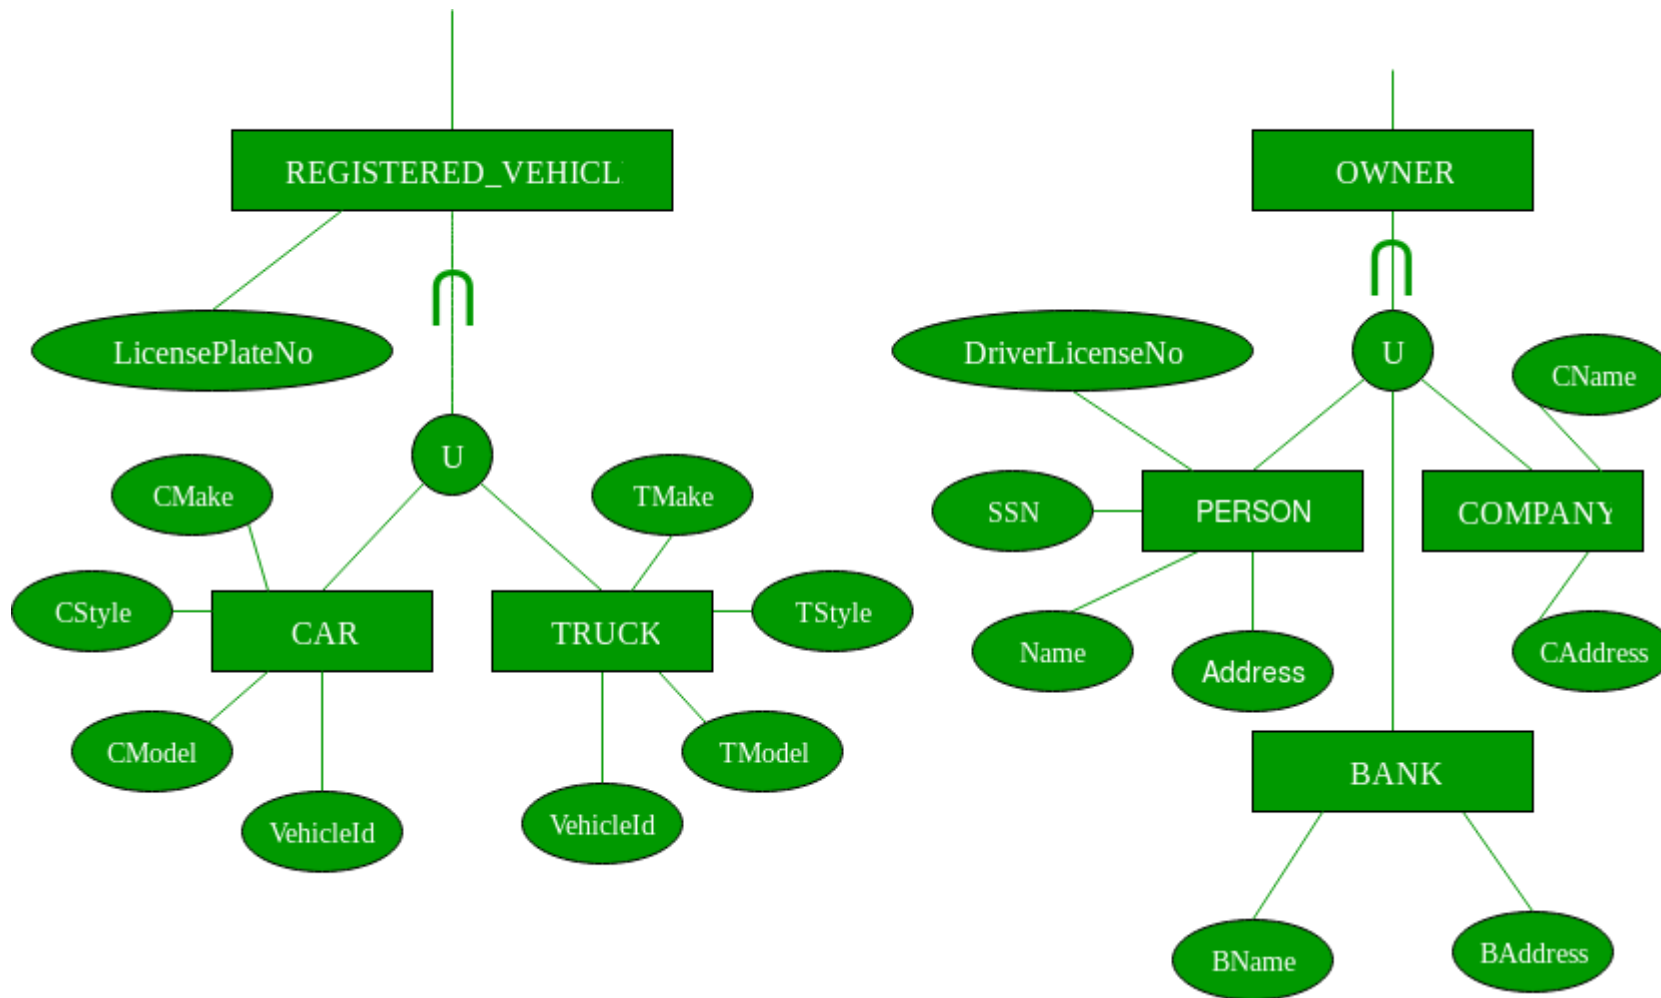 REGISTERED_VEHICL
OWNER
LicensePlateNo
DriverLicenseNo
U
CName
U
CMake
TMake
SSN
PERSON
COMPANY
CStyle
CAR
TRUCK
TStyle
Name
Address
CAddress
CModel
TModel
BANK
VehicleId
VehicleId
BName
BAddress